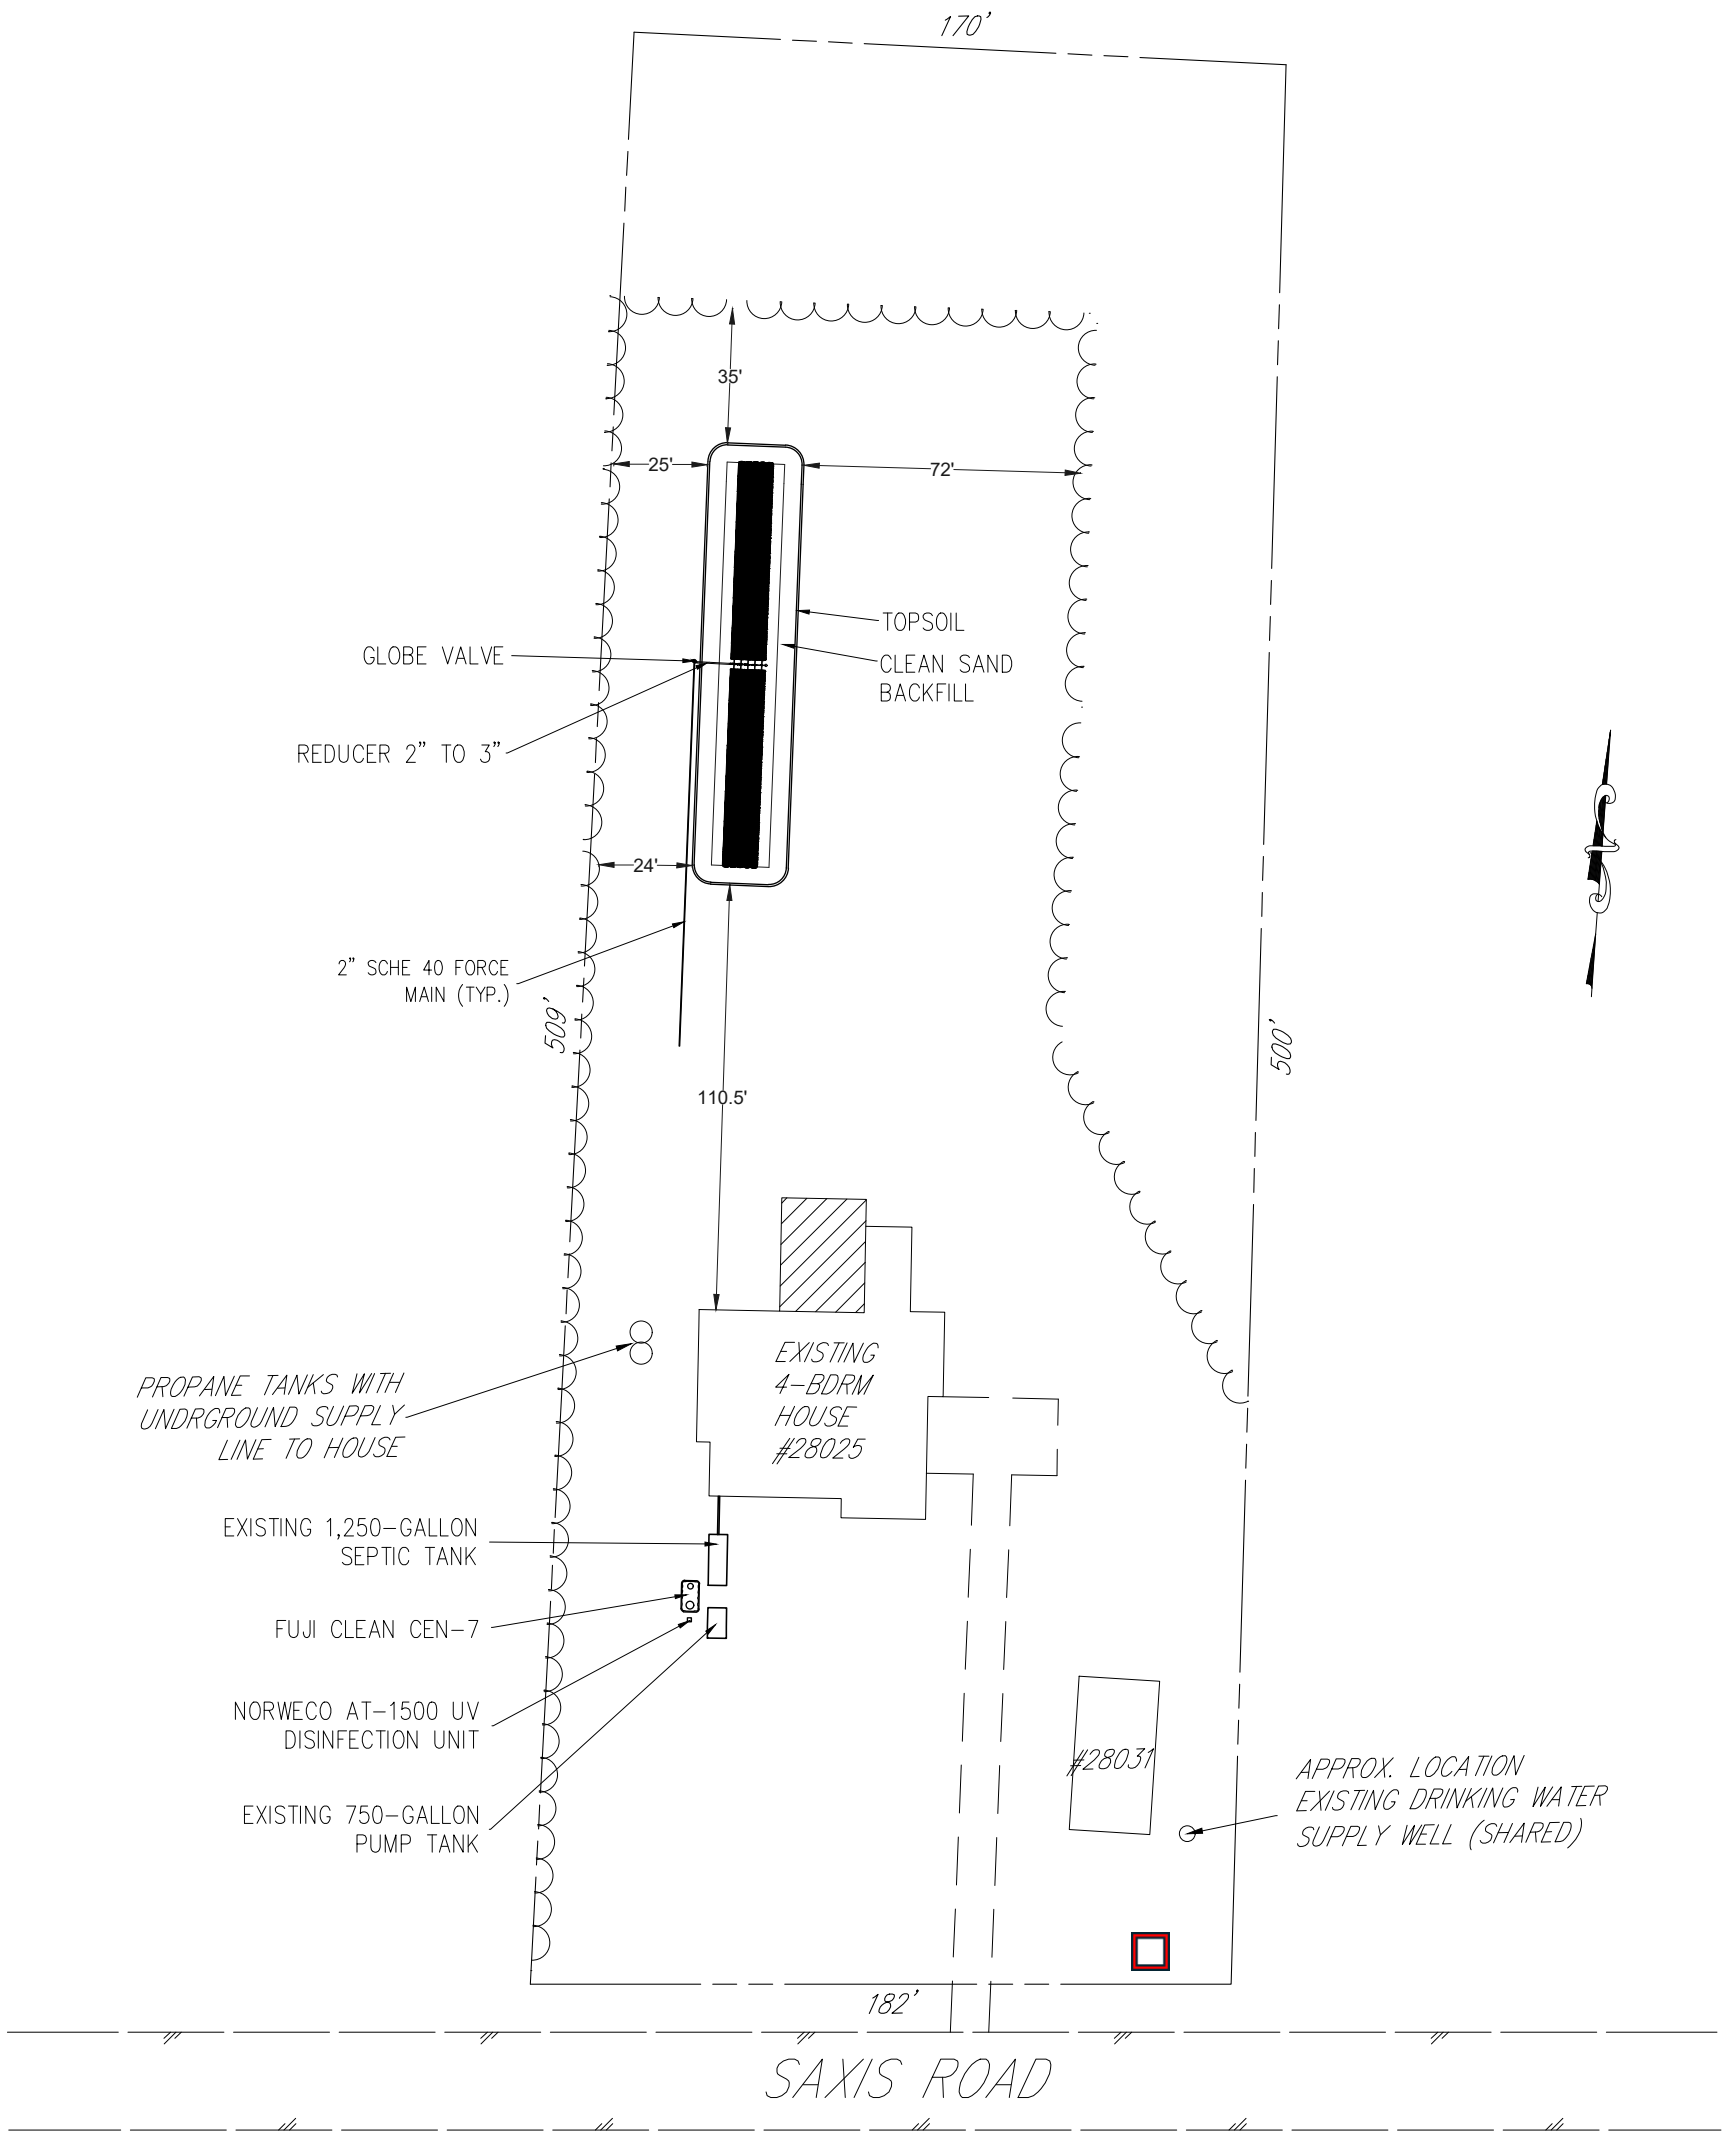 170'
35'
25'
72'
TOPSOIL
GLOBE VALVE
CLEAN SAND
BACKFILL
REDUCER 2" TO 3"
24'
2" SCHE 40 FORCE
MAIN (TYP.)
509'
500'
110.5'
EXISTING
4-BDRM
HOUSE
#28025
PROPANE TANKS WITH
UNDRGROUND SUPPLY
LINE TO HOUSE
EXISTING 1,250-GALLON
SEPTIC TANK
FUJI CLEAN CEN-7
NORWECO AT-1500 UV
DISINFECTION UNIT
EXISTING 750-GALLON
PUMP TANK
#28031
APPROX. LOCATION
EXISTING DRINKING WATER
SUPPLY WELL (SHARED)
182'
SAXIS ROAD